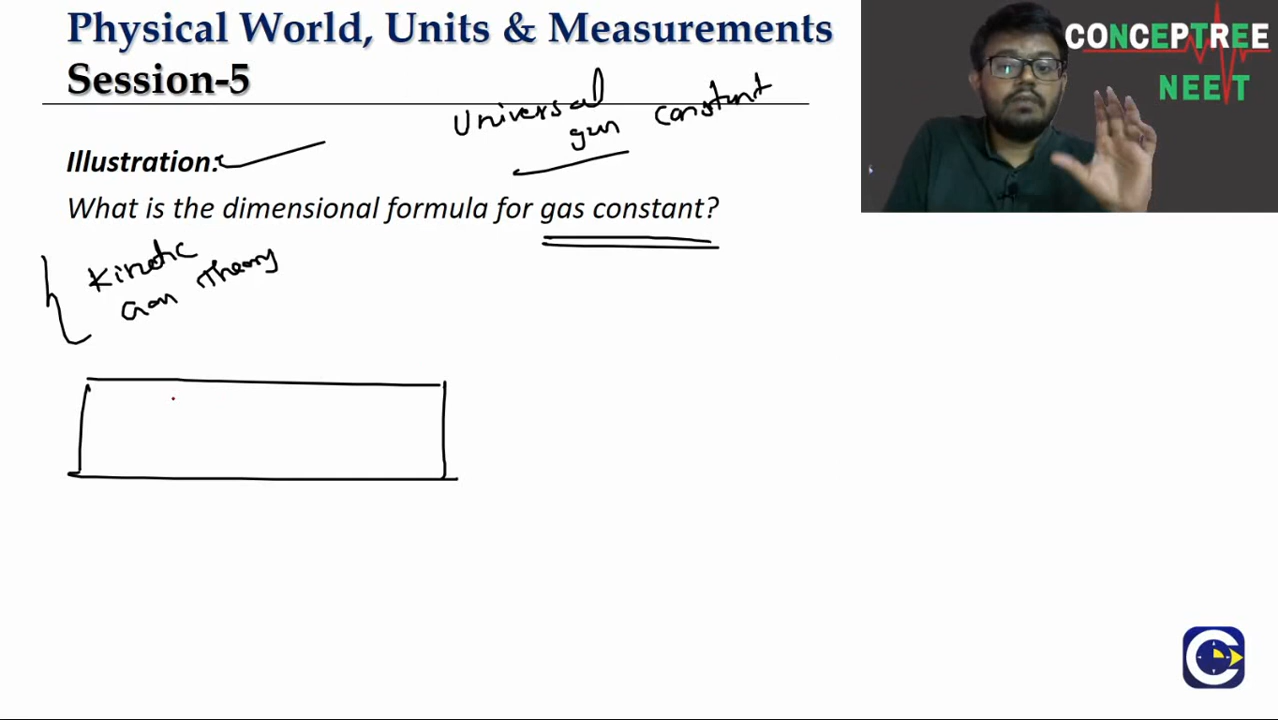 Physical World, Units & Measurements
Session-5
CONCEPTREE
NEET
Universal
gas constant
Illustration:
What is the dimensional formula for gas constant?
Kinetic
Gas Theory